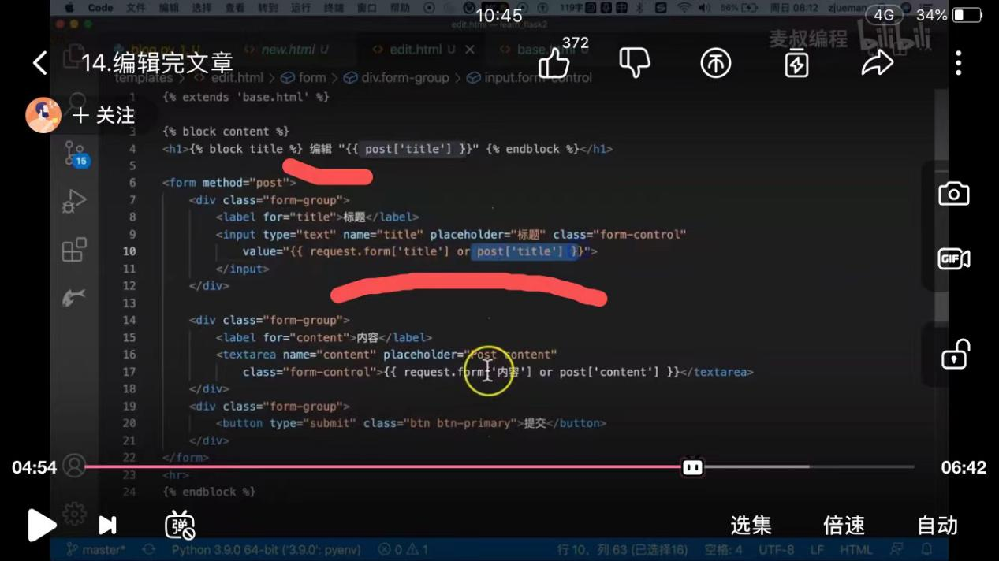 Code 文件 编辑 选择 查看 转到 运行 终端 窗口 帮助 119字 56% 周日 08:12 zjueman
10:45
4G 34%
edit.html — learn_flask2
麦叔编程 bilibili
new.html U edit.html U base.html
372
14.编辑完文章
templates > edit.html > form > div.form-group > input.form-control
+ 关注
15
1 {% extends 'base.html' %}
3 {% block content %}
4 <h1>{% block title %} 编辑 "{{ post['title'] }}" {% endblock %}</h1>
5
6 <form method="post">
7 <div class="form-group">
8 <label for="title">标题</label>
9 <input type="text" name="title" placeholder="标题" class="form-control"
10 value="{{ request.form['title'] or post['title'] }}">
11 </input>
12 </div>
13
14 <div class="form-group">
15 <label for="content">内容</label>
16 <textarea name="content" placeholder="Post content"
17 class="form-control">{{ request.form['内容'] or post['content'] }}</textarea>
18 </div>
19 <div class="form-group">
20 <button type="submit" class="btn btn-primary">提交</button>
21 </div>
22 </form>
23 <hr>
24 {% endblock %}
GIF
04:54 06:42
弹
选集 倍速 自动
master* Python 3.9.0 64-bit ('3.9.0': pyenv) 0 1 行 10，列 63 (已选择16) 空格: 4 UTF-8 LF HTML